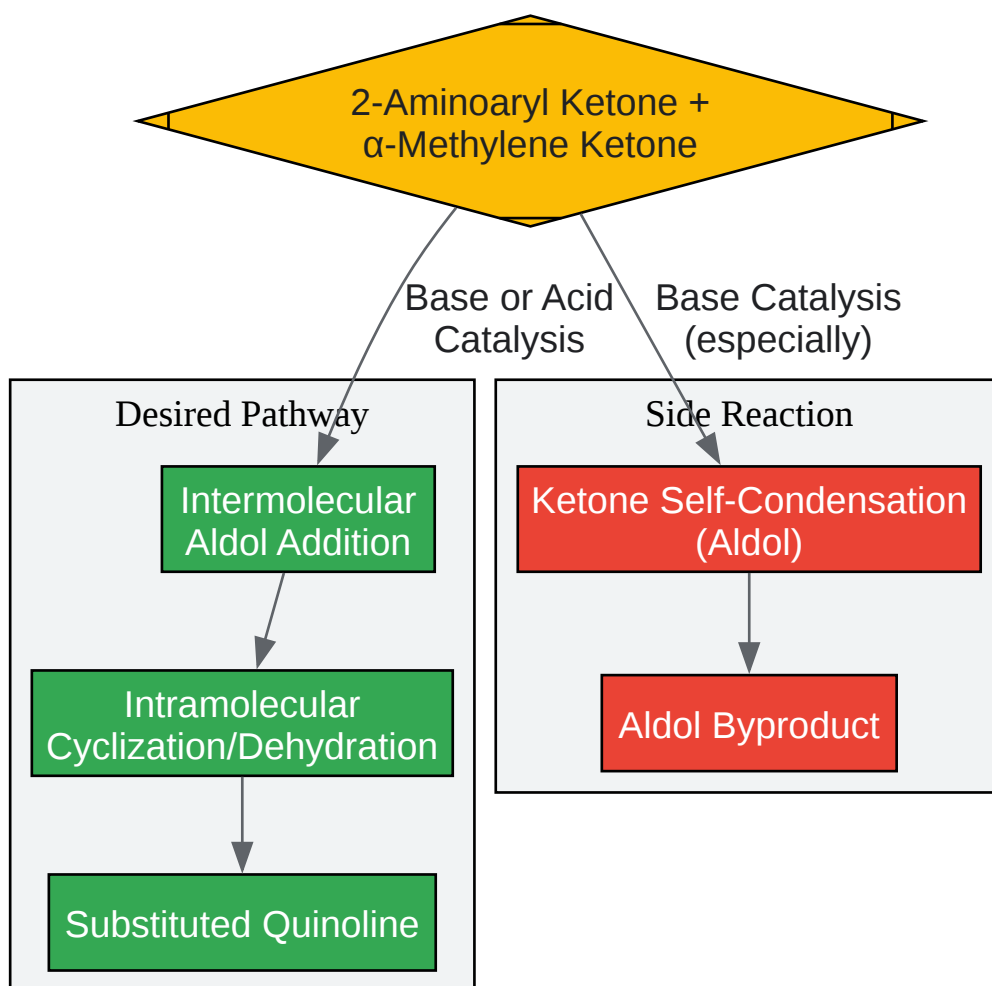 2-Aminoaryl Ketone +
α-Methylene Ketone
Base or Acid
Catalysis
Base Catalysis
(especially)
Desired Pathway
Intermolecular
Aldol Addition
Intramolecular
Cyclization/Dehydration
Substituted Quinoline
Side Reaction
Ketone Self-Condensation
(Aldol)
Aldol Byproduct